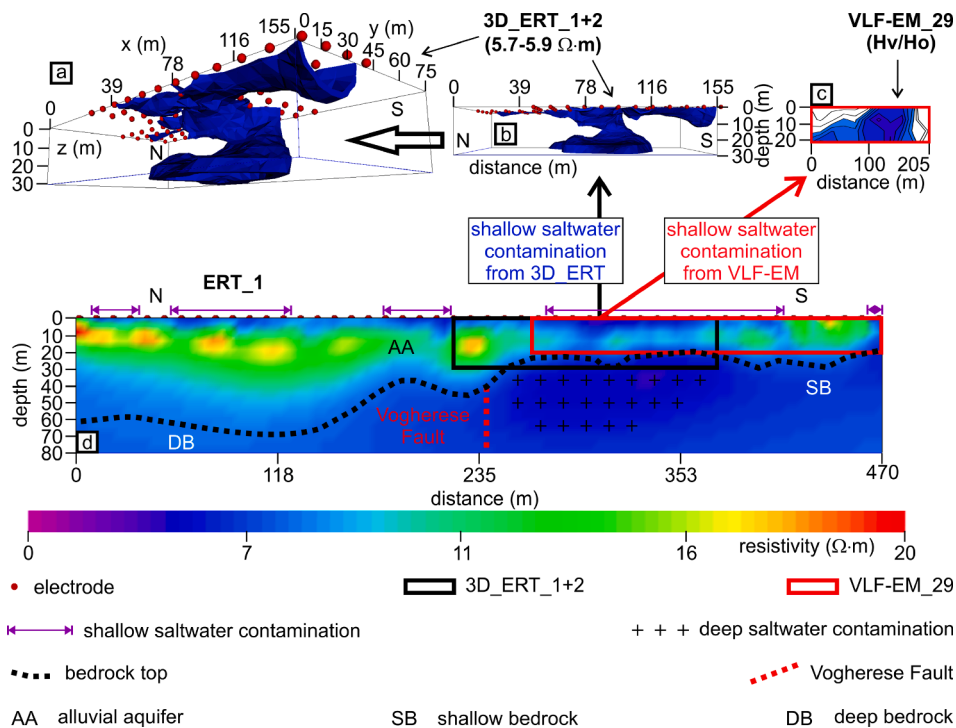 3D_ERT_1+2
(5.7-5.9 Ω·m)
VLF-EM_29
(Hv/Ho)
a
x (m)
y (m)
0
39
78
116
155
0
15
30
45
60
75
S
N
z (m)
0
10
20
30
0
39
78
116
155
N
b
S
0
10
20
30
depth (m)
distance (m)
c
0
10
20
0
100
205
distance (m)
shallow saltwater
contamination
from 3D_ERT
shallow saltwater
contamination
from VLF-EM
ERT_1
N
S
0
10
20
30
40
50
60
70
80
depth (m)
AA
SB
DB
Vogherese
Fault
d
0
118
235
353
470
distance (m)
0
7
11
16
resistivity (Ω·m)
20
electrode
3D_ERT_1+2
VLF-EM_29
shallow saltwater contamination
+ + + deep saltwater contamination
bedrock top
Vogherese Fault
AA alluvial aquifer
SB shallow bedrock
DB deep bedrock